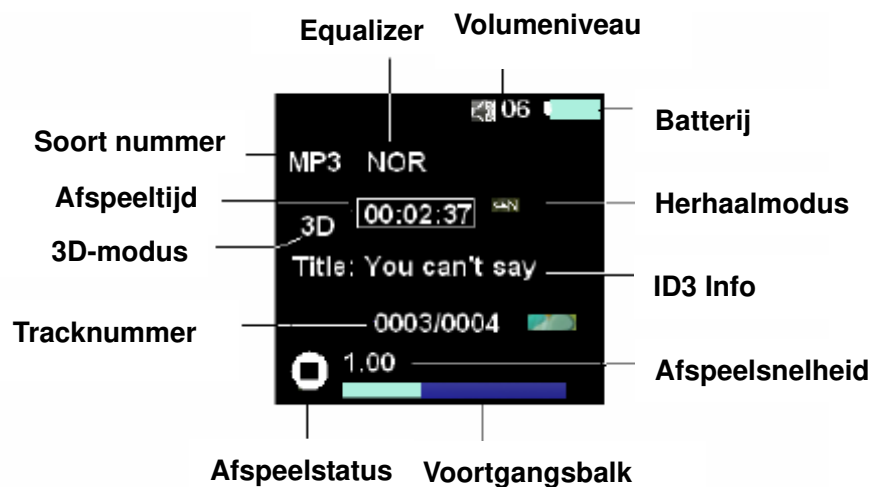 Equalizer
Volumeniveau
06
Batterij
Soort nummer
MP3 NOR
Afspeeltijd
00:02:37
Herhaalmodus
3D
3D-modus
Title: You can't say
ID3 Info
Tracknummer
0003/0004
1.00
Afspeelsnelheid
Afspeelstatus
Voortgangsbalk